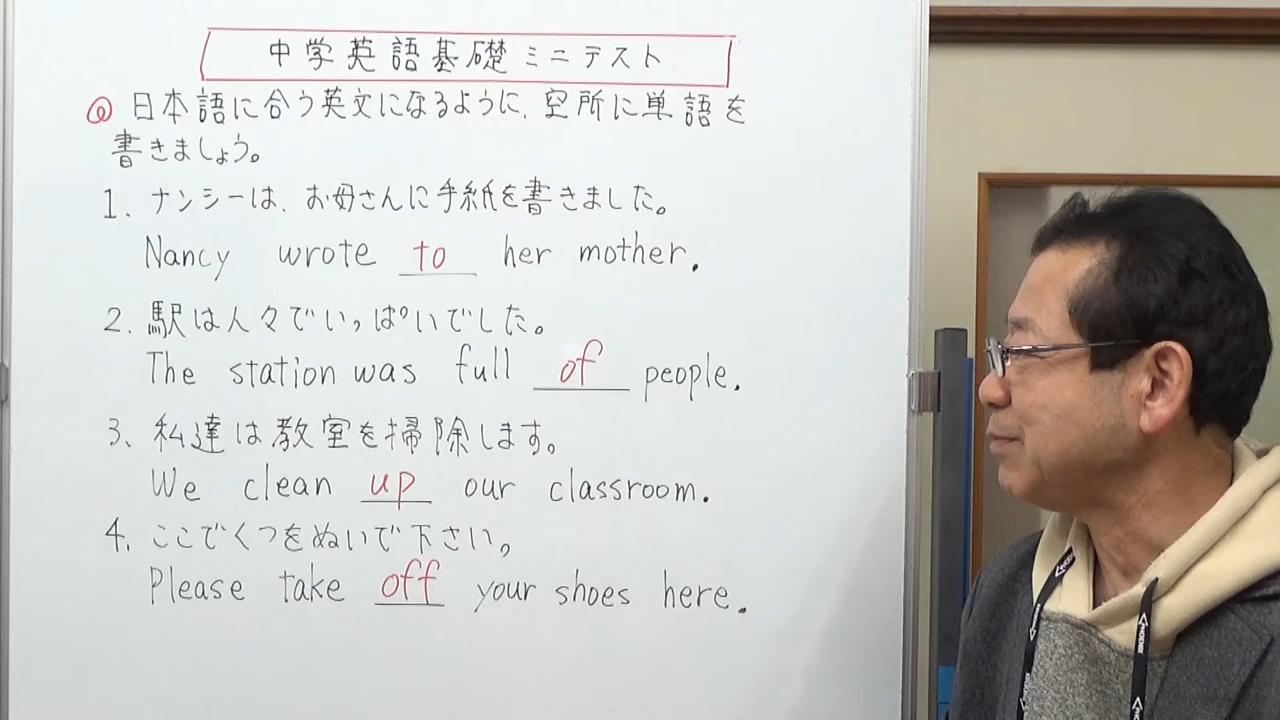 中学英語基礎ミニテスト
Q 日本語に合う英文になるように、空所に単語を
書きましょう。
1. ナンシーは、お母さんに手紙を書きました。
Nancy wrote to her mother.
2. 駅は人々でいっぱいでした。
The station was full of people.
3. 私達は教室を掃除します。
We clean up our classroom.
4. ここでくつをぬいで下さい。
Please take off your shoes here.